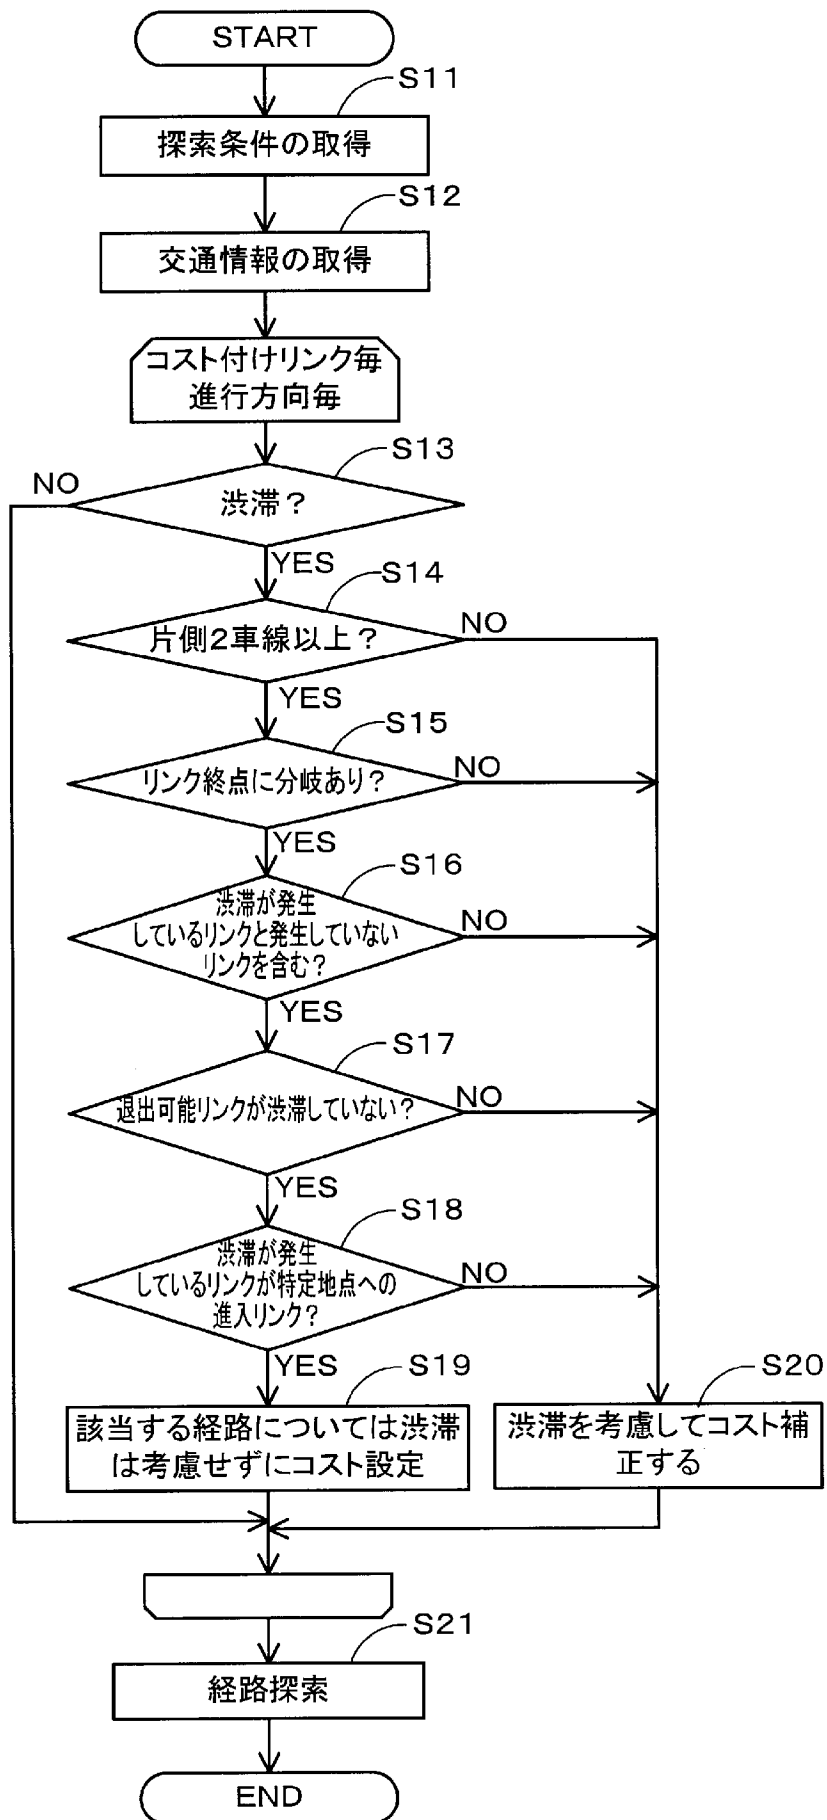 START
S11
探索条件の取得
S12
交通情報の取得
コスト付けリンク毎
進行方向毎
S13
NO
渋滞?
YES
S14
片側2車線以上?
NO
YES
S15
リンク終点に分岐あり?
NO
YES
S16
渋滞が発生
しているリンクと発生していない
リンクを含む?
NO
YES
S17
退出可能リンクが渋滞していない?
NO
YES
S18
渋滞が発生
しているリンクが特定地点への
進入リンク?
NO
YES
S19
該当する経路については渋滞
は考慮せずにコスト設定
S20
渋滞を考慮してコスト補
正する
S21
経路探索
END